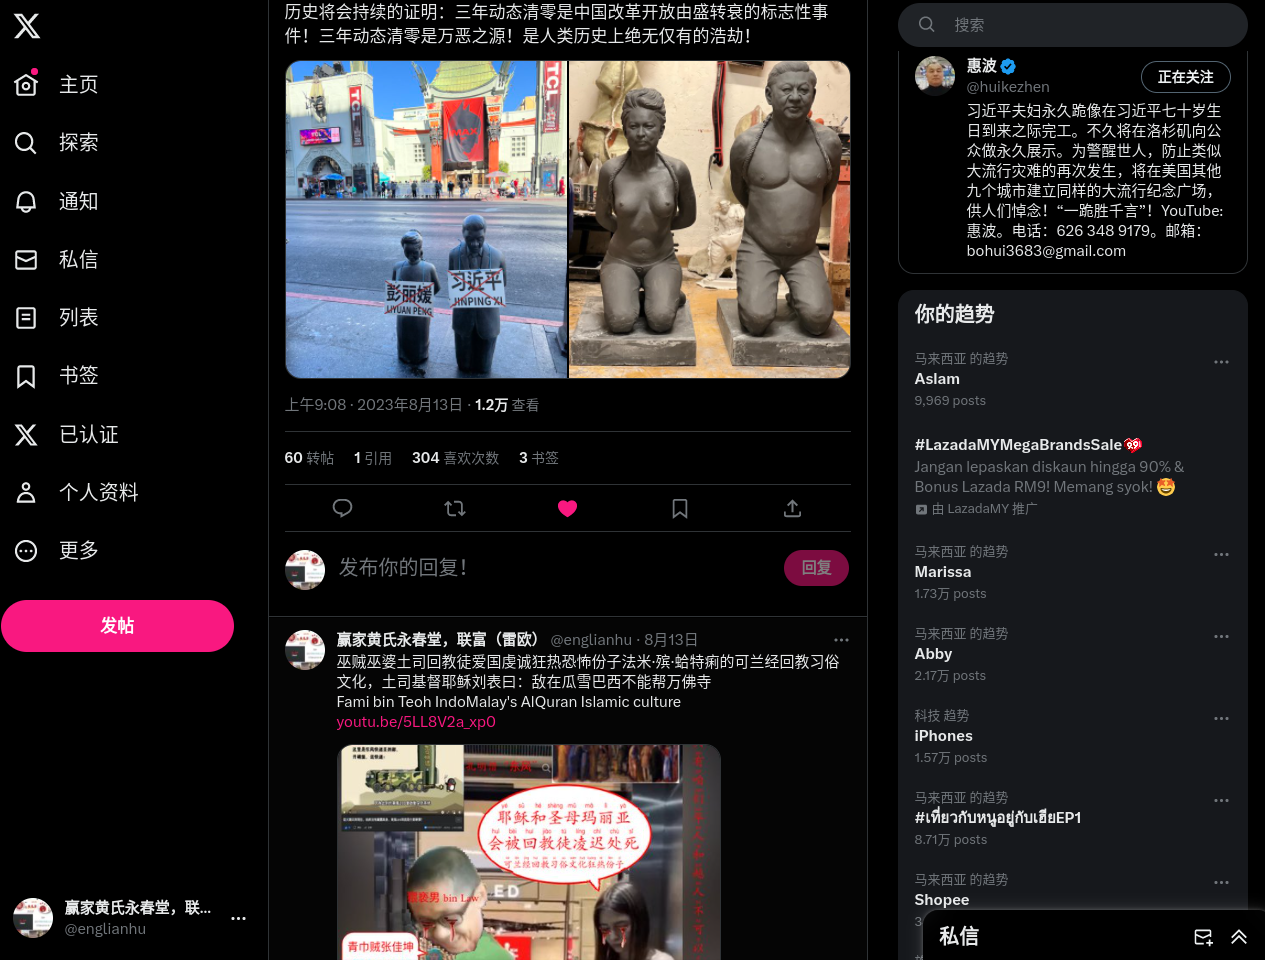 主页
探索
通知
私信
列表
书签
已认证
个人资料
更多
发帖
赢家黄氏永春堂，联...
@englianhu
历史将会持续的证明：三年动态清零是中国改革开放由盛转衰的标志性事
件！三年动态清零是万恶之源！是人类历史上绝无仅有的浩劫！
TCL
TCL
IMAX
彭丽媛
LIYUAN PENG
习近平
JINPING XI
上午9:08 · 2023年8月13日 · 1.2万 查看
60 转帖 1 引用 304 喜欢次数 3 书签
发布你的回复！
回复
赢家黄氏永春堂，联富（雷欧） @englianhu · 8月13日
巫贼巫婆土司回教徒爱国虔诚狂热恐怖份子法米·殡·蛤特痢的可兰经回教习俗
文化，土司基督耶稣刘表曰：敌在瓜雪巴西不能帮万佛寺
Fami bin Teoh IndoMalay's AlQuran Islamic culture
youtu.be/5LL8V2a_xp0
耶稣和圣母玛丽亚
会被回教徒凌迟处死
可兰经回教习俗文化狂热份子
ED
bin Law
青巾贼张佳坤
搜索
惠波
@huikezhen
正在关注
习近平夫妇永久跪像在习近平七十岁生
日到来之际完工。不久将在洛杉矶向公
众做永久展示。为警醒世人，防止类似
大流行灾难的再次发生，将在美国其他
九个城市建立同样的大流行纪念广场，
供人们悼念！“一跪胜千言”！YouTube:
惠波。电话：626 348 9179。邮箱：
bohui3683@gmail.com
你的趋势
马来西亚 的趋势
Aslam
9,969 posts
#LazadaMYMegaBrandsSale
Jangan lepaskan diskaun hingga 90% &
Bonus Lazada RM9! Memang syok! 🤩
由 LazadaMY 推广
马来西亚 的趋势
Marissa
1.73万 posts
马来西亚 的趋势
Abby
2.17万 posts
科技 趋势
iPhones
1.57万 posts
马来西亚 的趋势
#เที่ยวกับหนูอยู่กับเฮียEP1
8.71万 posts
马来西亚 的趋势
Shopee
私信